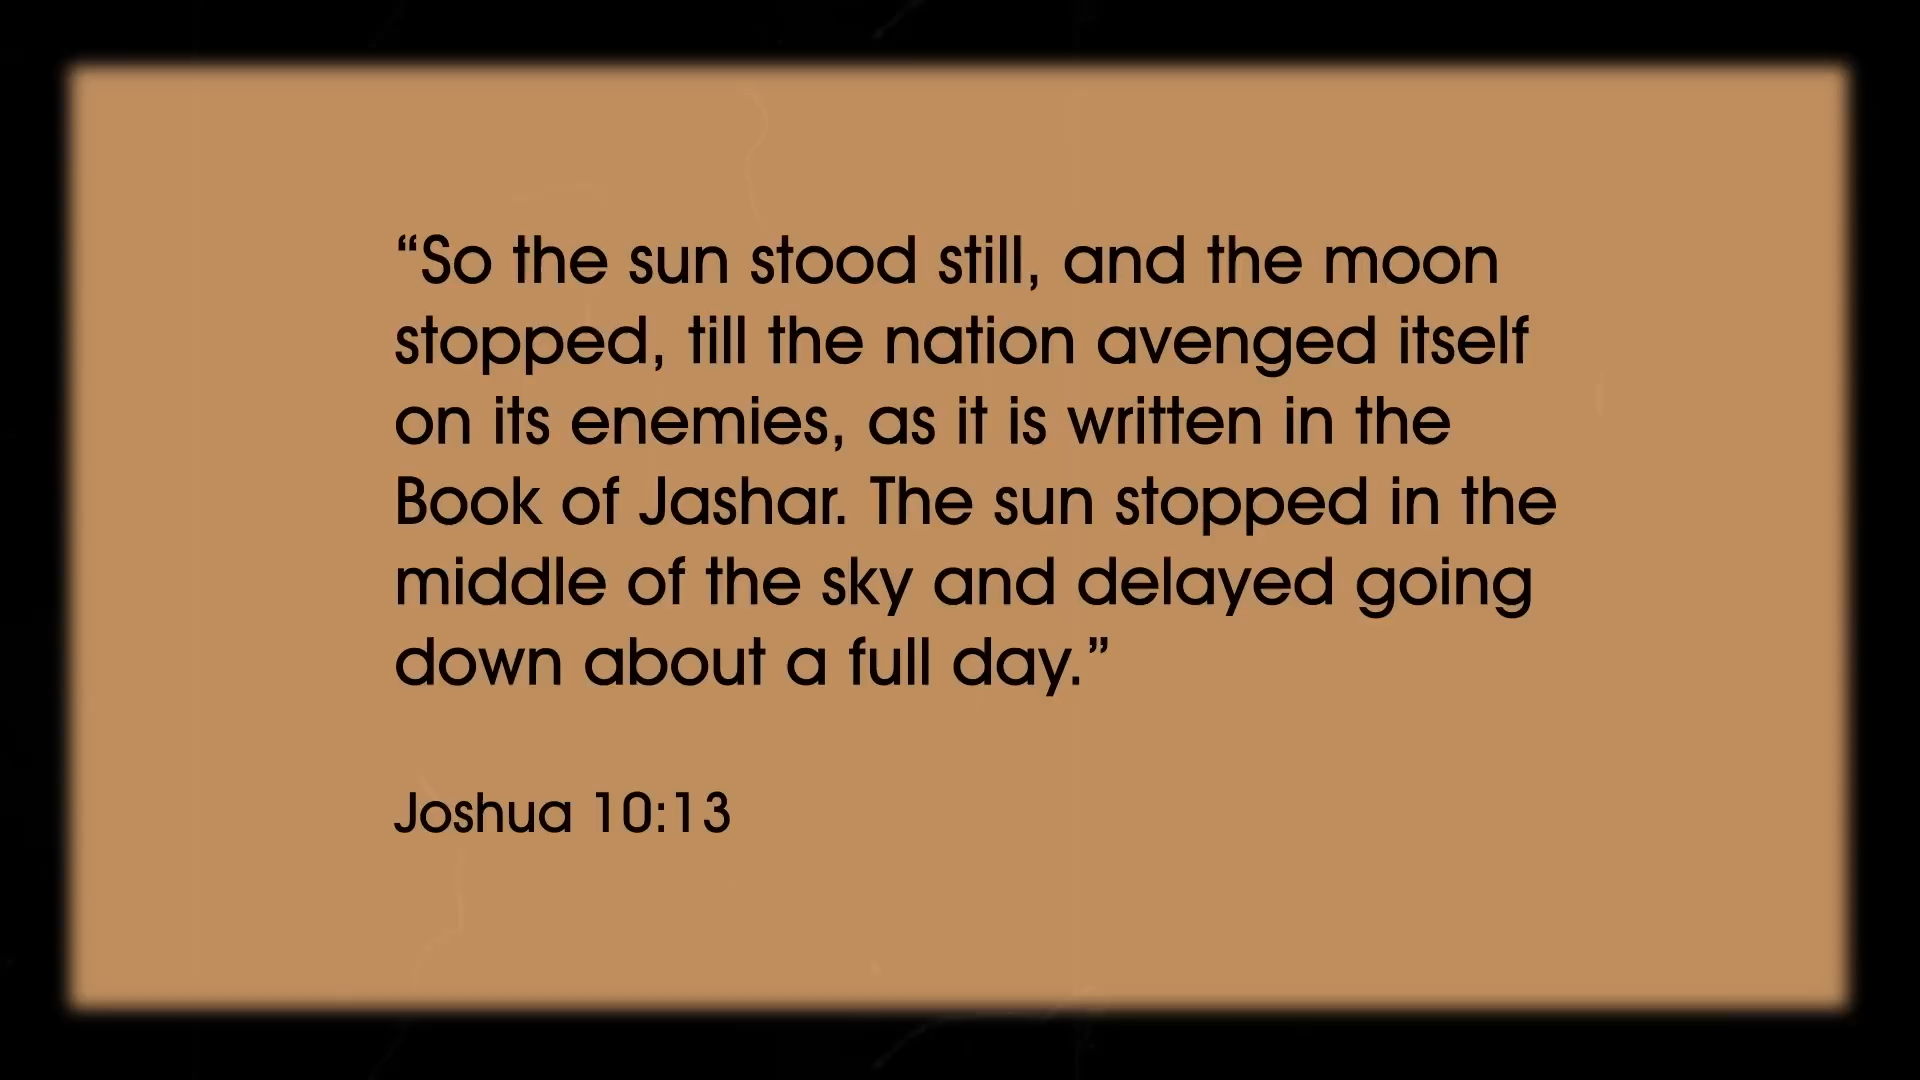 “So the sun stood still, and the moon
stopped, till the nation avenged itself
on its enemies, as it is written in the
Book of Jashar. The sun stopped in the
middle of the sky and delayed going
down about a full day.”
Joshua 10:13